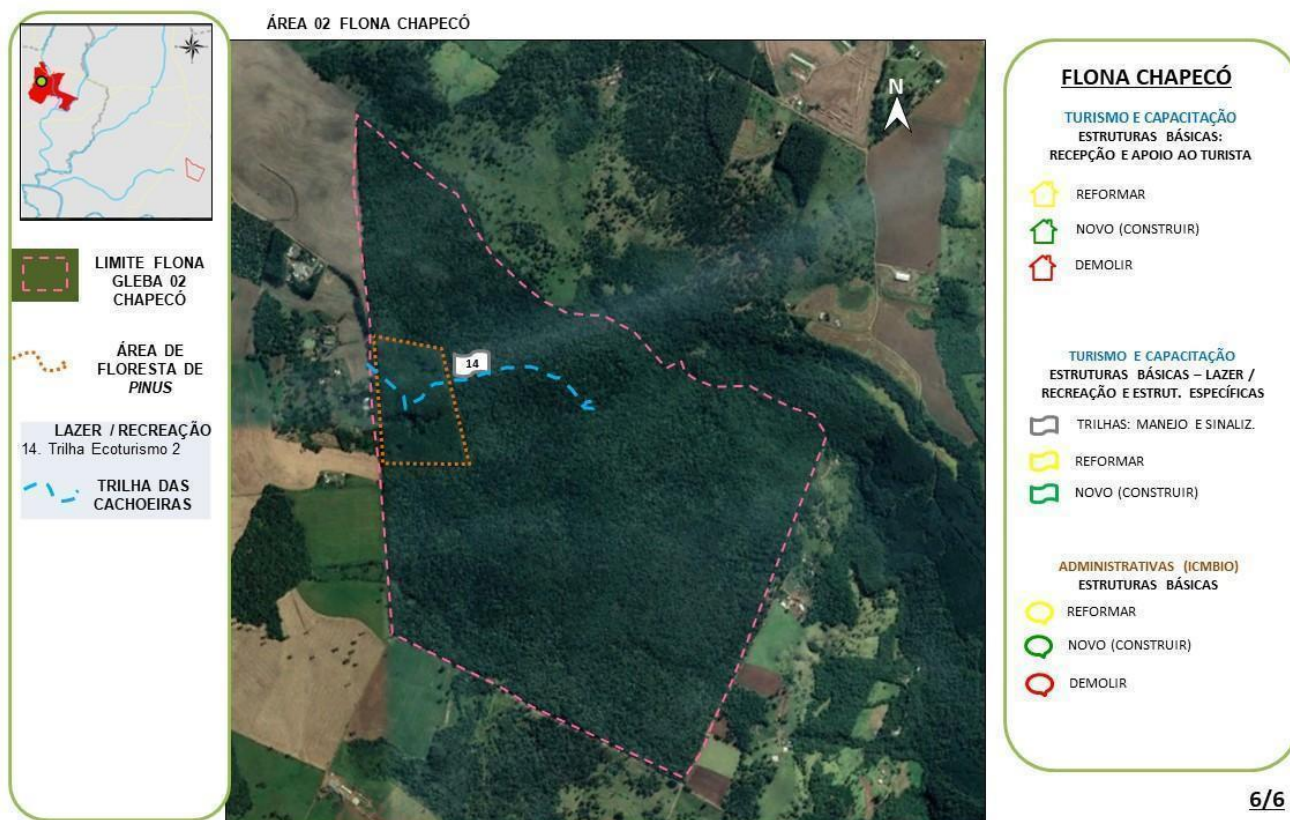 ÁREA 02 FLONA CHAPECÓ
LIMITE FLONA
GLEBA 02
CHAPECÓ
ÁREA DE
FLORESTA DE
PINUS
LAZER / RECREAÇÃO
14. Trilha Ecoturismo 2
TRILHA DAS
CACHOEIRAS
N
14
FLONA CHAPECÓ
TURISMO E CAPACITAÇÃO
ESTRUTURAS BÁSICAS:
RECEPÇÃO E APOIO AO TURISTA
REFORMAR
NOVO (CONSTRUIR)
DEMOLIR
TURISMO E CAPACITAÇÃO
ESTRUTURAS BÁSICAS – LAZER /
RECREAÇÃO E ESTRUT. ESPECÍFICAS
TRILHAS: MANEJO E SINALIZ.
REFORMAR
NOVO (CONSTRUIR)
ADMINISTRATIVAS (ICMBIO)
ESTRUTURAS BÁSICAS
REFORMAR
NOVO (CONSTRUIR)
DEMOLIR
6/6